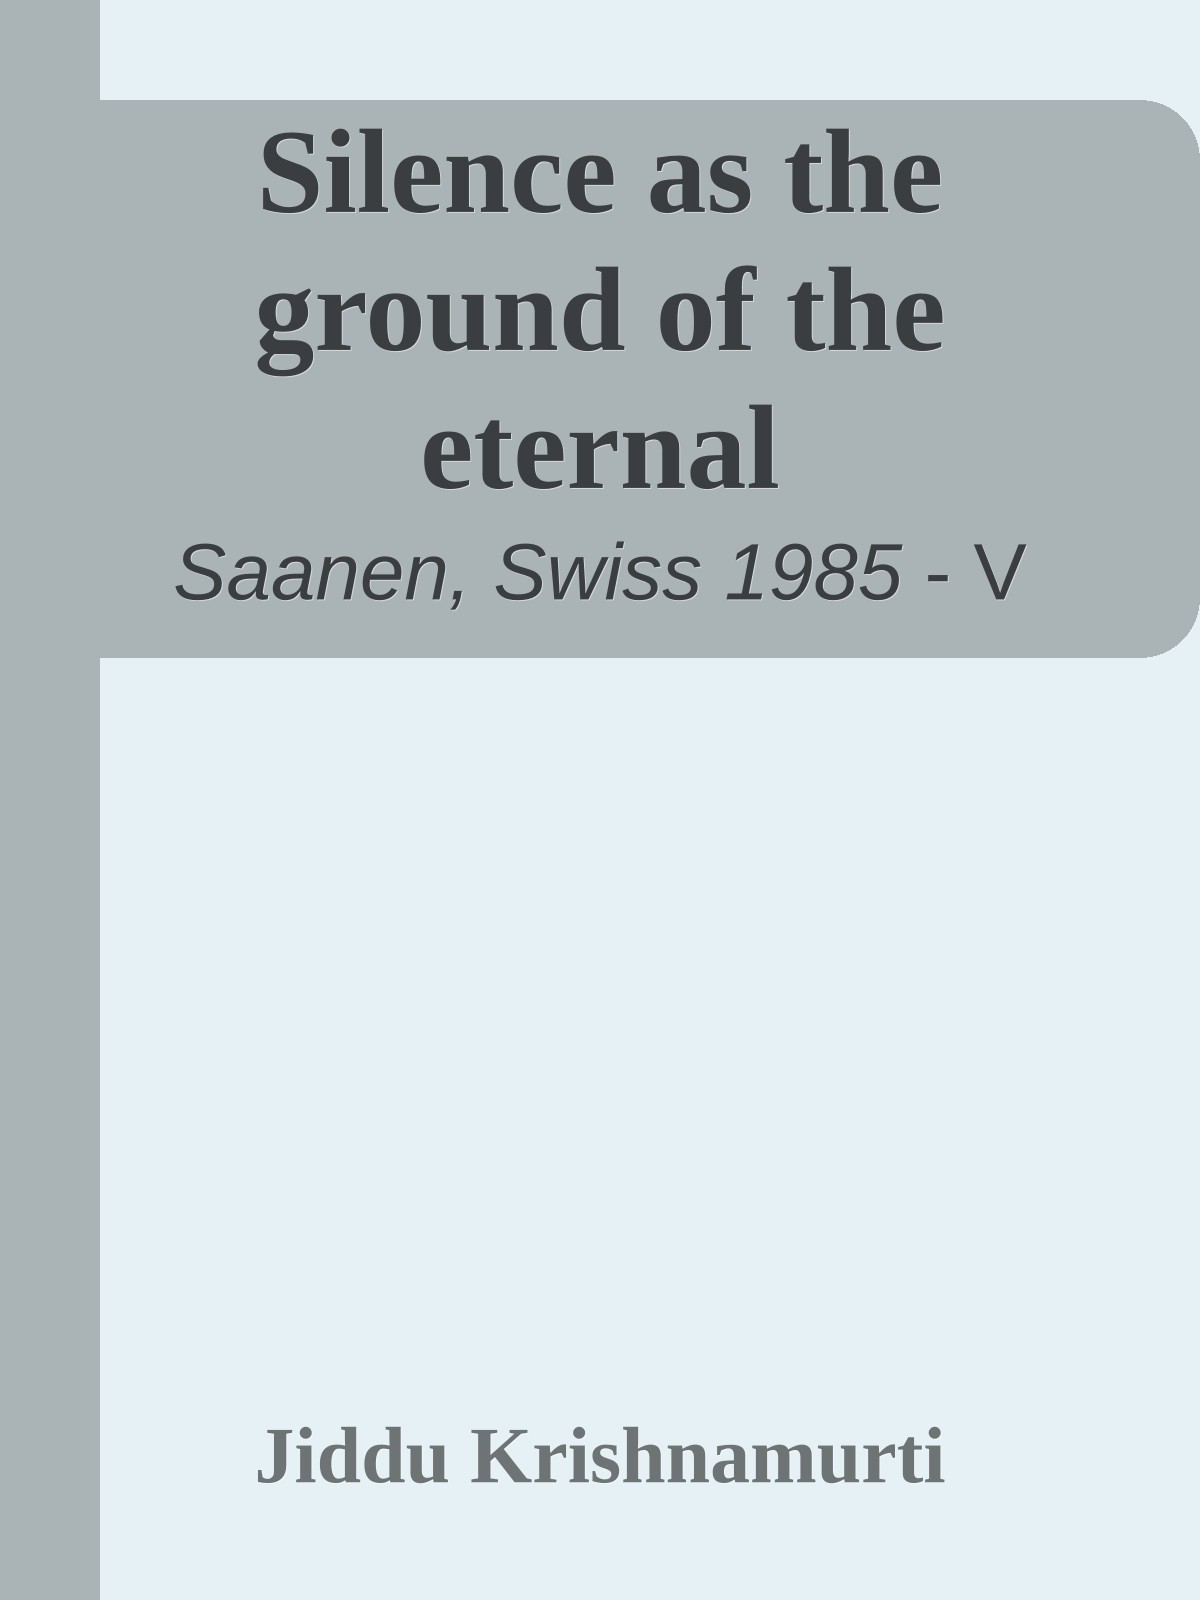 Silence as the
ground of the
eternal
Saanen, Swiss 1985 - V
Jiddu Krishnamurti